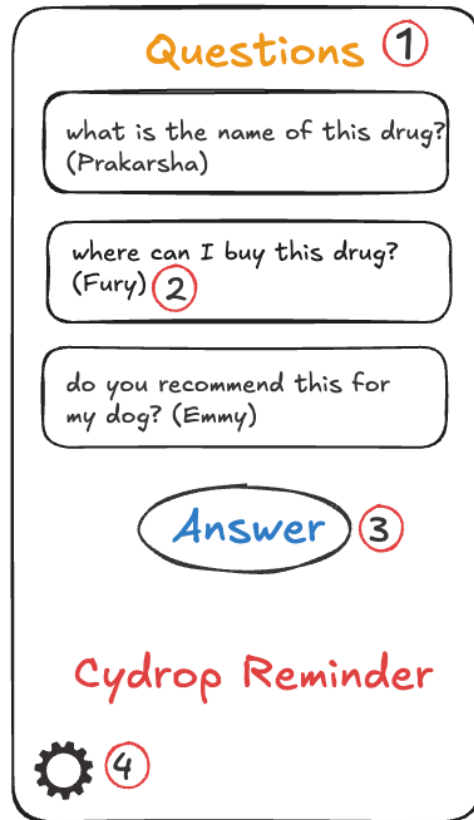 Questions 1
what is the name of this drug?
(Prakarsha)
where can I buy this drug?
(Fury) 2
do you recommend this for
my dog? (Emmy)
Answer 3
Cydrop Reminder
4